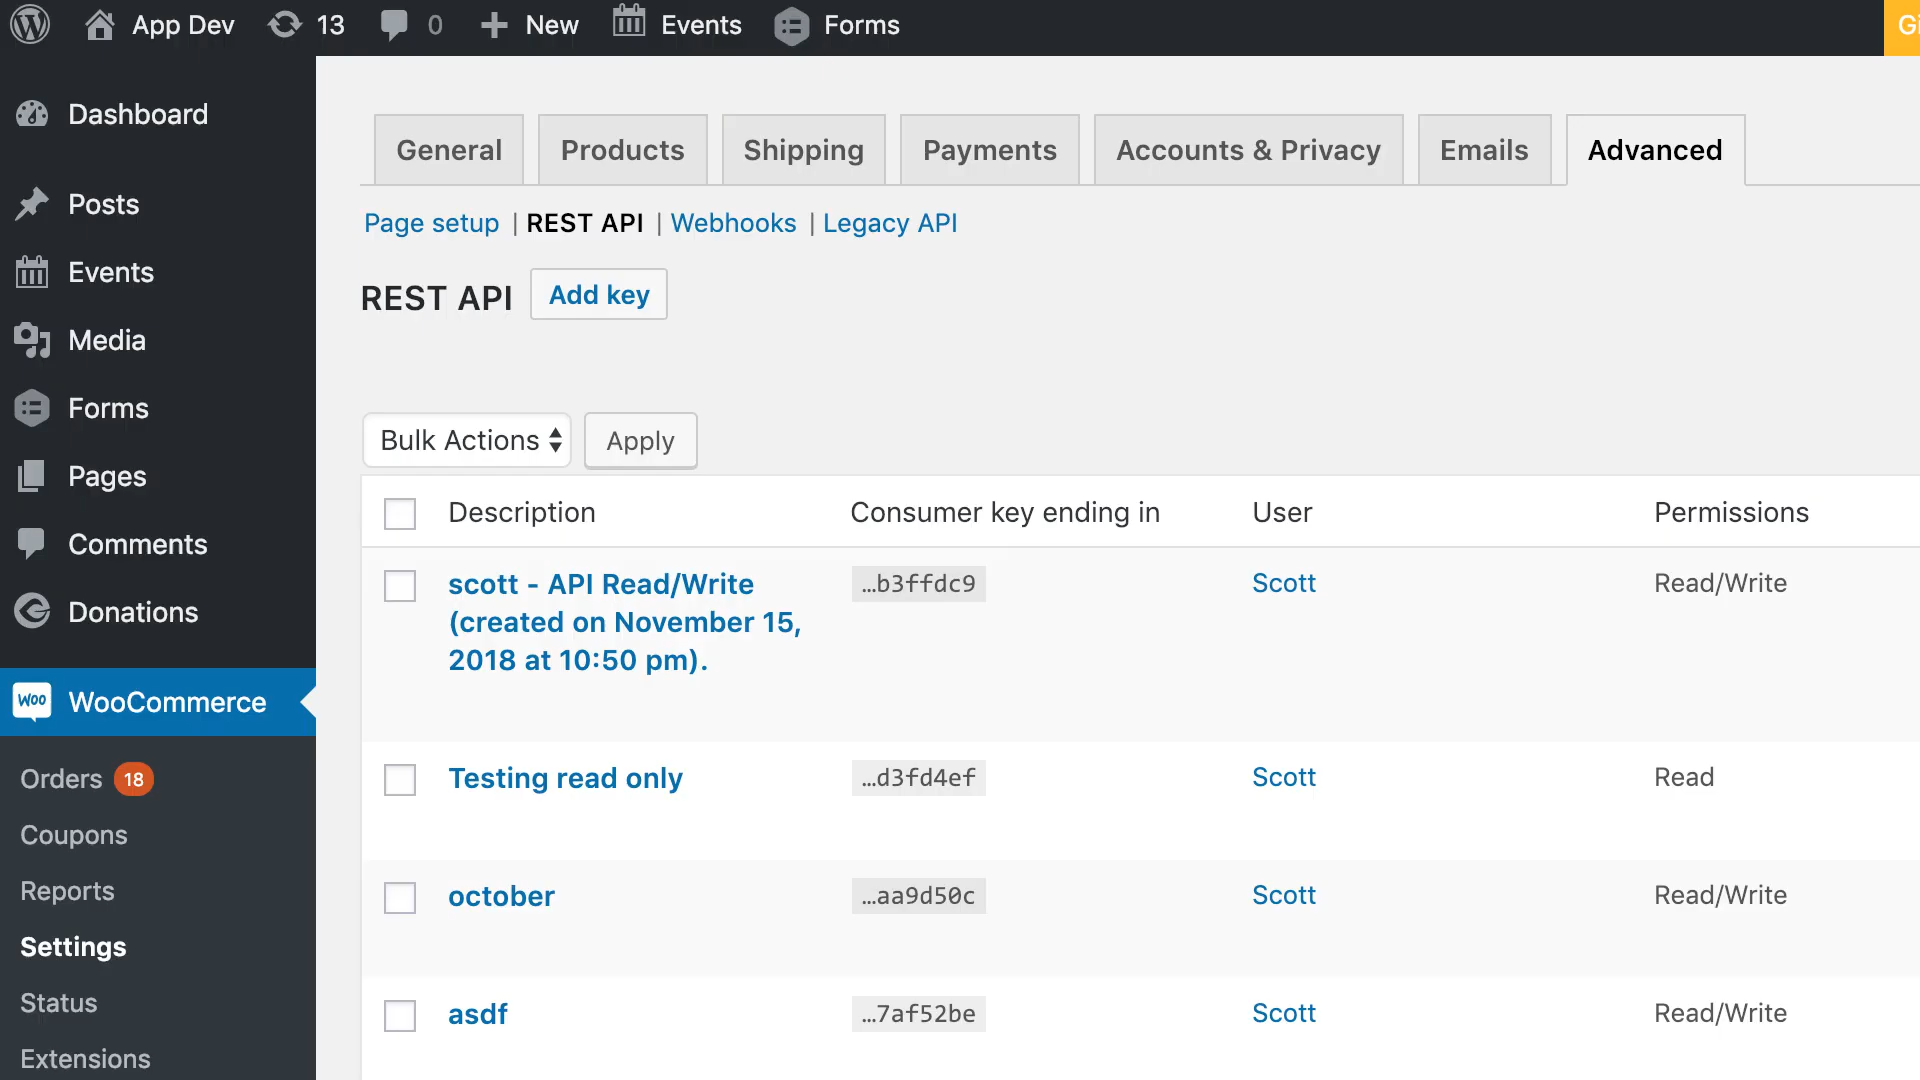 App Dev 13 0 New Events Forms
Dashboard
Posts
Events
Media
Forms
Pages
Comments
Donations
woo WooCommerce
Orders 18
Coupons
Reports
Settings
Status
Extensions
General Products Shipping Payments Accounts & Privacy Emails Advanced
Page setup | REST API | Webhooks | Legacy API
REST API Add key
Bulk Actions Apply
Description Consumer key ending in User Permissions
scott - API Read/Write …b3ffdc9 Scott Read/Write
(created on November 15,
2018 at 10:50 pm).
Testing read only …d3fd4ef Scott Read
october …aa9d50c Scott Read/Write
asdf …7af52be Scott Read/Write